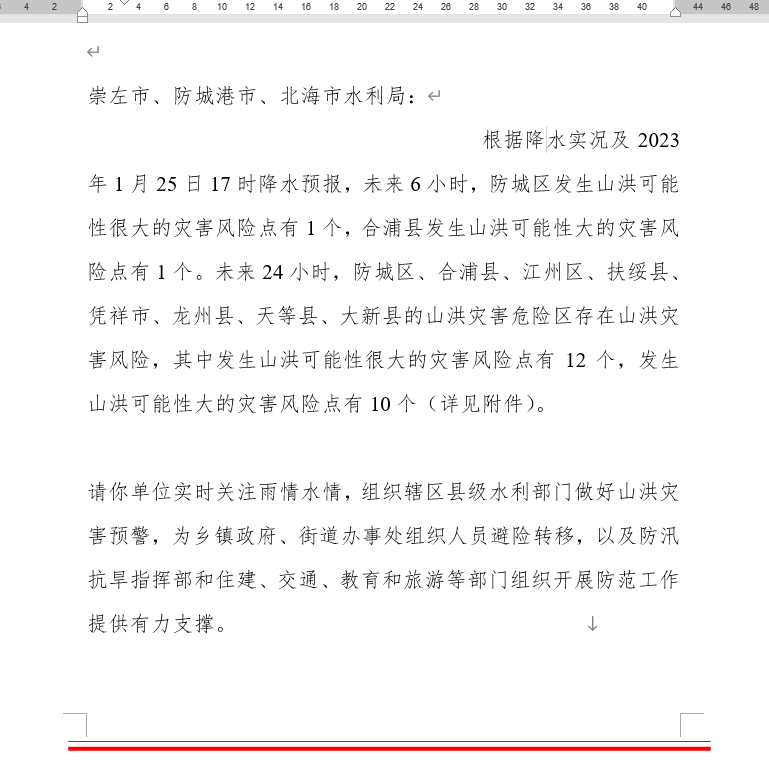 4 2 2 4 6 8 10 12 14 16 18 20 22 24 26 28 30 32 34 36 38 40 44 46 48
崇左市、防城港市、北海市水利局：
根据降水实况及 2023
年 1 月 25 日 17 时降水预报，未来 6 小时，防城区发生山洪可能
性很大的灾害风险点有 1 个，合浦县发生山洪可能性大的灾害风
险点有 1 个。未来 24 小时，防城区、合浦县、江州区、扶绥县、
凭祥市、龙州县、天等县、大新县的山洪灾害危险区存在山洪灾
害风险，其中发生山洪可能性很大的灾害风险点有 12 个，发生
山洪可能性大的灾害风险点有 10 个（详见附件）。
请你单位实时关注雨情水情，组织辖区县级水利部门做好山洪灾
害预警，为乡镇政府、街道办事处组织人员避险转移，以及防汛
抗旱指挥部和住建、交通、教育和旅游等部门组织开展防范工作
提供有力支撑。